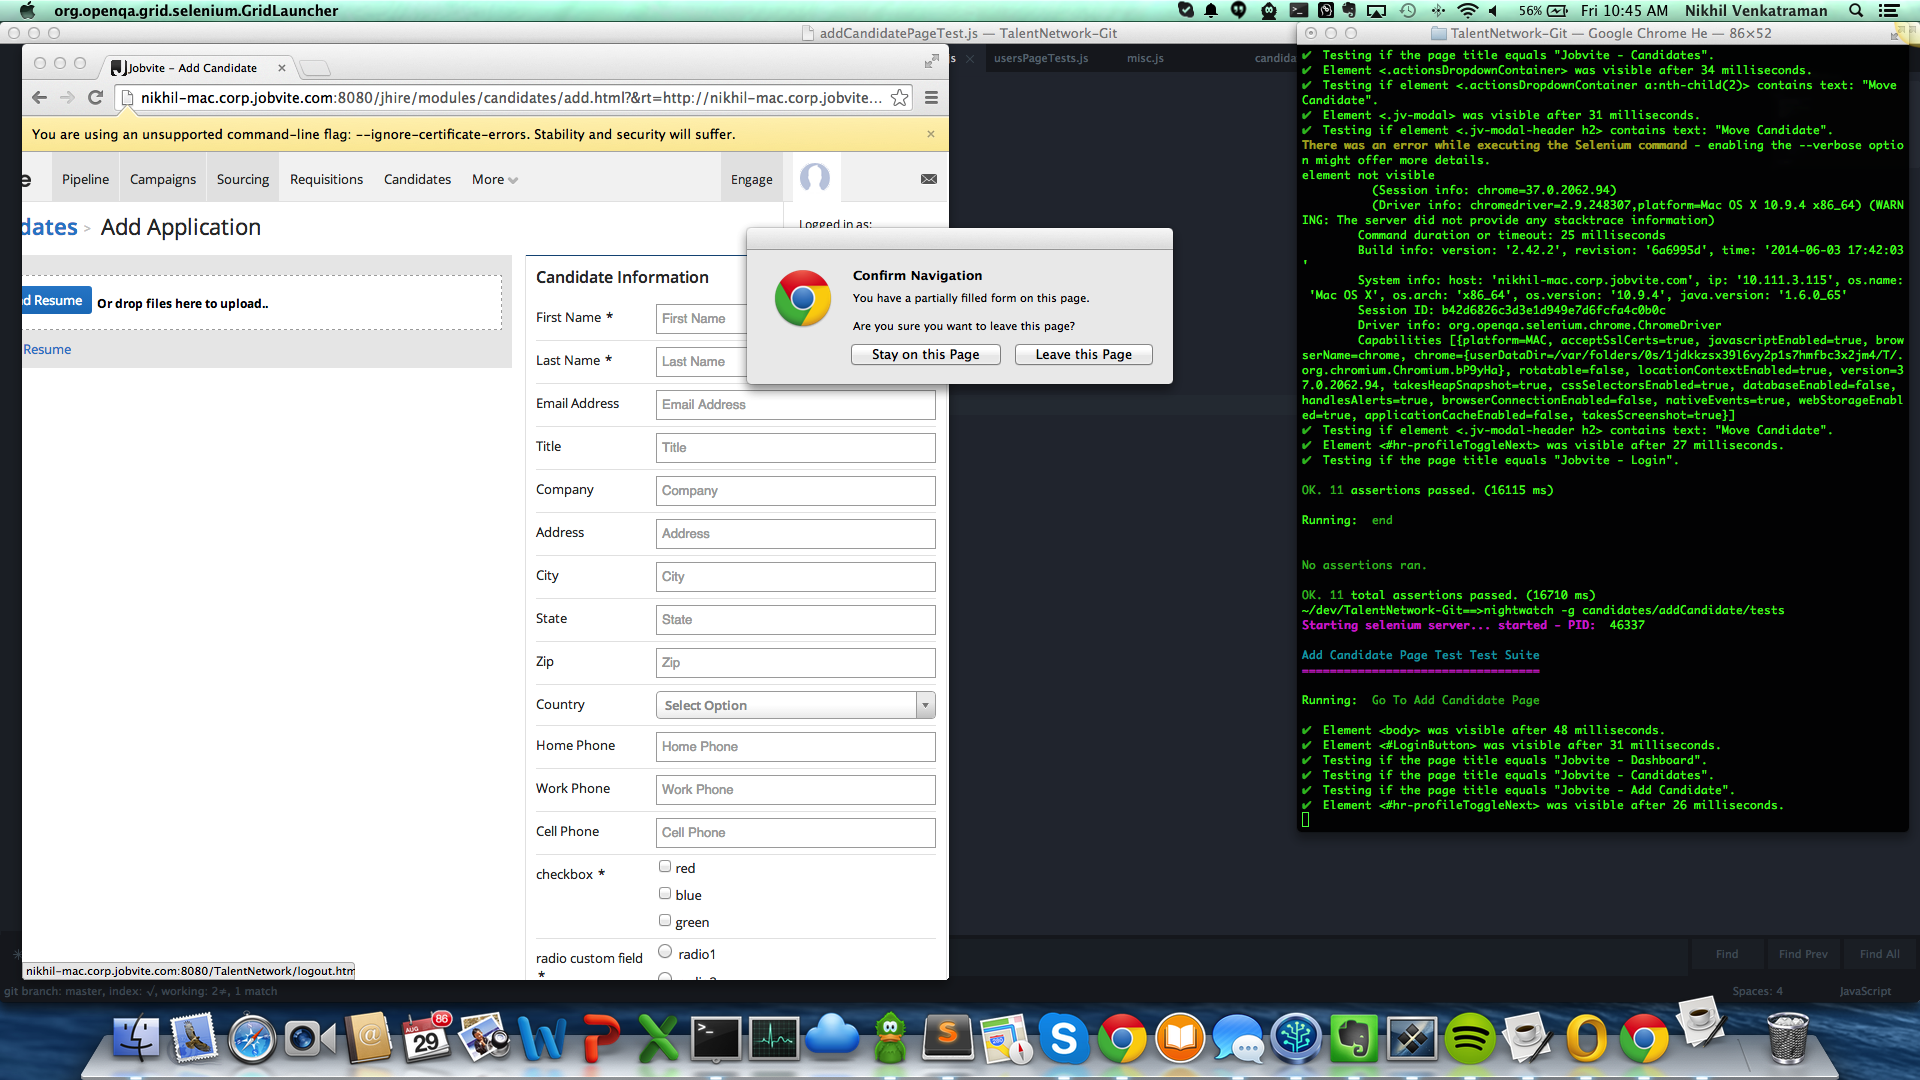 org.openqa.grid.selenium.GridLauncher
56%
Fri 10:45 AM
Nikhil Venkatraman
addCandidatePageTest.js — TalentNetwork-Git
usersPageTests.js
misc.js
candida
Jobvite - Add Candidate
nikhil-mac.corp.jobvite.com:8080/jhire/modules/candidates/add.html?&rt=http://nikhil-mac.corp.jobvite...
You are using an unsupported command-line flag: --ignore-certificate-errors. Stability and security will suffer.
e
Pipeline
Campaigns
Sourcing
Requisitions
Candidates
More
Engage
dates > Add Application
Logged in as:
d Resume
Or drop files here to upload..
Resume
Candidate Information
First Name *
First Name
Last Name *
Last Name
Email Address
Email Address
Title
Title
Company
Company
Address
Address
City
City
State
State
Zip
Zip
Country
Select Option
Home Phone
Home Phone
Work Phone
Work Phone
Cell Phone
Cell Phone
checkbox *
red
blue
green
radio custom field
*
radio1
nikhil-mac.corp.jobvite.com:8080/TalentNetwork/logout.htm
git branch: master, index: √, working: 2≠, 1 match
Confirm Navigation
You have a partially filled form on this page.
Are you sure you want to leave this page?
Stay on this Page
Leave this Page
TalentNetwork-Git — Google Chrome He — 86×52
✔ Testing if the page title equals "Jobvite - Candidates".
✔ Element <.actionsDropdownContainer> was visible after 34 milliseconds.
✔ Testing if element <.actionsDropdownContainer a:nth-child(2)> contains text: "Move
Candidate".
✔ Element <.jv-modal> was visible after 31 milliseconds.
✔ Testing if element <.jv-modal-header h2> contains text: "Move Candidate".
There was an error while executing the Selenium command - enabling the --verbose optio
n might offer more details.
element not visible
(Session info: chrome=37.0.2062.94)
(Driver info: chromedriver=2.9.248307,platform=Mac OS X 10.9.4 x86_64) (WARN
ING: The server did not provide any stacktrace information)
Command duration or timeout: 25 milliseconds
Build info: version: '2.42.2', revision: '6a6995d', time: '2014-06-03 17:42:03
'
System info: host: 'nikhil-mac.corp.jobvite.com', ip: '10.111.3.115', os.name:
'Mac OS X', os.arch: 'x86_64', os.version: '10.9.4', java.version: '1.6.0_65'
Session ID: b42d6826c3d3e1d949e7d6fcfa4c0b0c
Driver info: org.openqa.selenium.chrome.ChromeDriver
Capabilities [{platform=MAC, acceptSslCerts=true, javascriptEnabled=true, brow
serName=chrome, chrome={userDataDir=/var/folders/0s/1jdkkzsx39l6vy2p1s7hmfbc3x2jm4/T/.
org.chromium.Chromium.bP9yHa}, rotatable=false, locationContextEnabled=true, version=3
7.0.2062.94, takesHeapSnapshot=true, cssSelectorsEnabled=true, databaseEnabled=false,
handlesAlerts=true, browserConnectionEnabled=false, nativeEvents=true, webStorageEnabl
ed=true, applicationCacheEnabled=false, takesScreenshot=true}]
✔ Testing if element <.jv-modal-header h2> contains text: "Move Candidate".
✔ Element <#hr-profileToggleNext> was visible after 27 milliseconds.
✔ Testing if the page title equals "Jobvite - Login".
OK. 11 assertions passed. (16115 ms)
Running: end
No assertions ran.
OK. 11 total assertions passed. (16710 ms)
~/dev/TalentNetwork-Git==>nightwatch -g candidates/addCandidate/tests
Starting selenium server... started - PID: 46337
Add Candidate Page Test Test Suite
==================================
Running: Go To Add Candidate Page
✔ Element <body> was visible after 48 milliseconds.
✔ Element <#LoginButton> was visible after 31 milliseconds.
✔ Testing if the page title equals "Jobvite - Dashboard".
✔ Testing if the page title equals "Jobvite - Candidates".
✔ Testing if the page title equals "Jobvite - Add Candidate".
✔ Element <#hr-profileToggleNext> was visible after 26 milliseconds.
Find
Find Prev
Find All
Spaces: 4
JavaScript
AUG
29
86